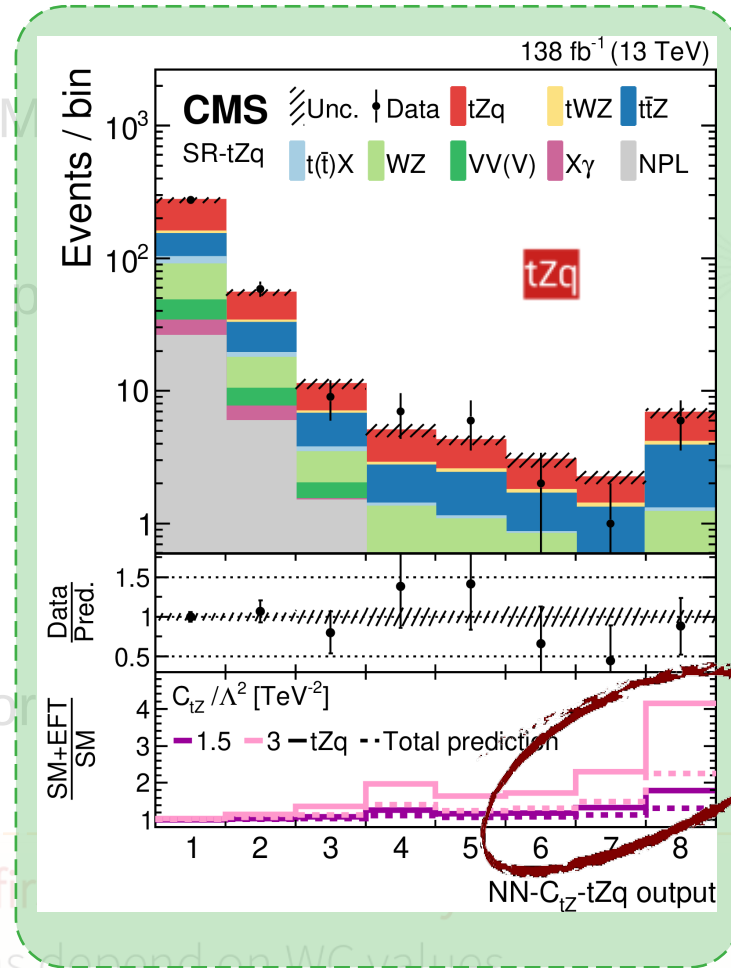 138 fb⁻¹ (13 TeV)
Events / bin
CMS
Unc. Data tZq tWZ tt̄Z
SR-tZq
t(t̄)X WZ VV(V) Xγ NPL
10³
10²
10
1
tZq
Data
Pred.
1.5
1
0.5
SM+EFT
SM
C_tZ /Λ² [TeV⁻²]
1.5 3 tZq Total prediction
4
3
2
1
1 2 3 4 5 6 7 8
NN-C_tZ-tZq output
s depend on WC values